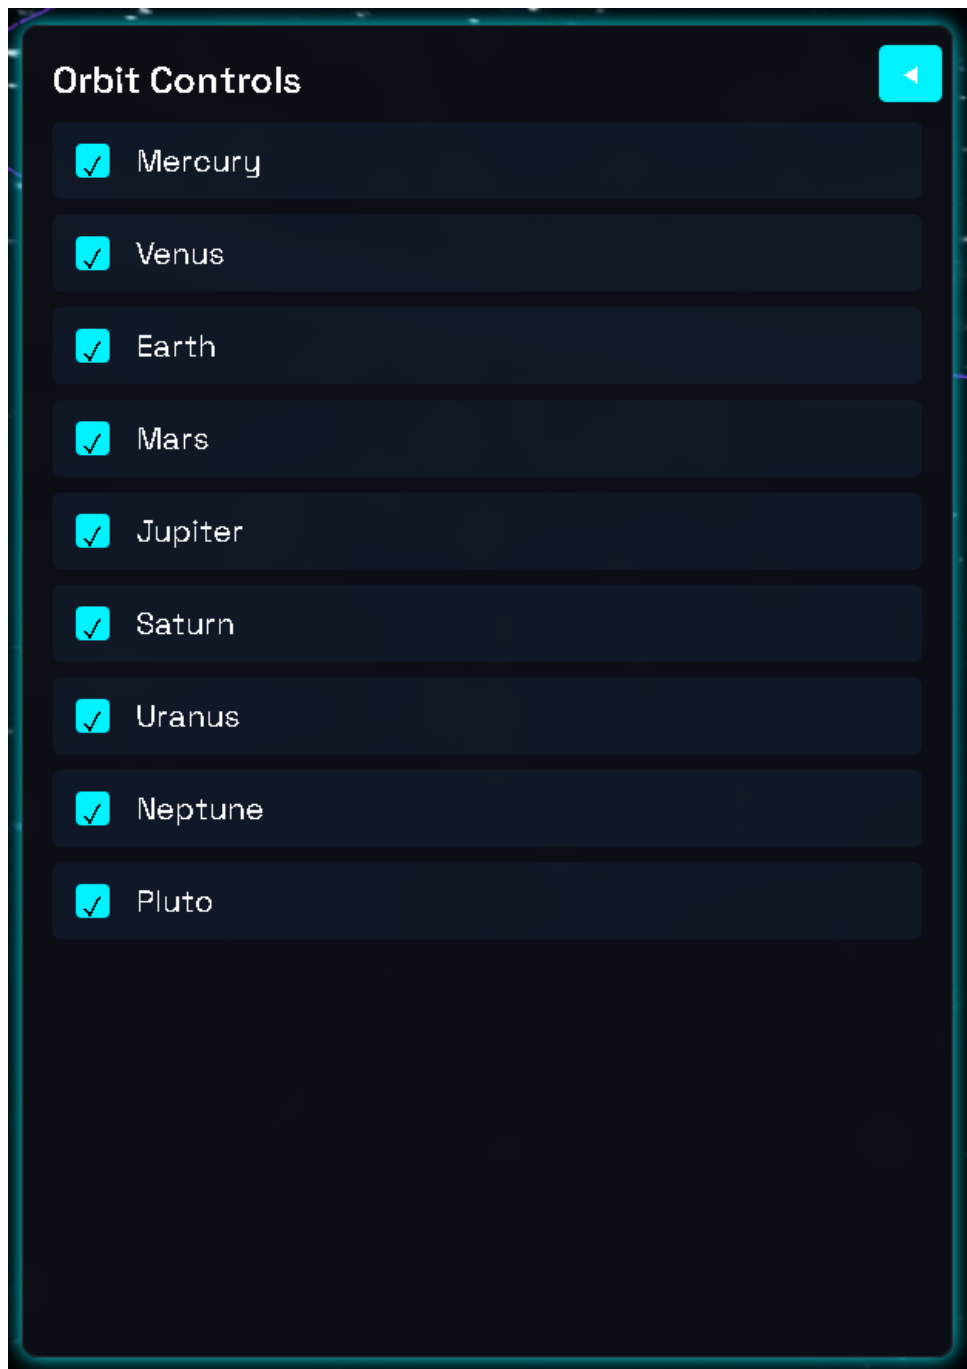 Orbit Controls
Mercury
Venus
Earth
Mars
Jupiter
Saturn
Uranus
Neptune
Pluto